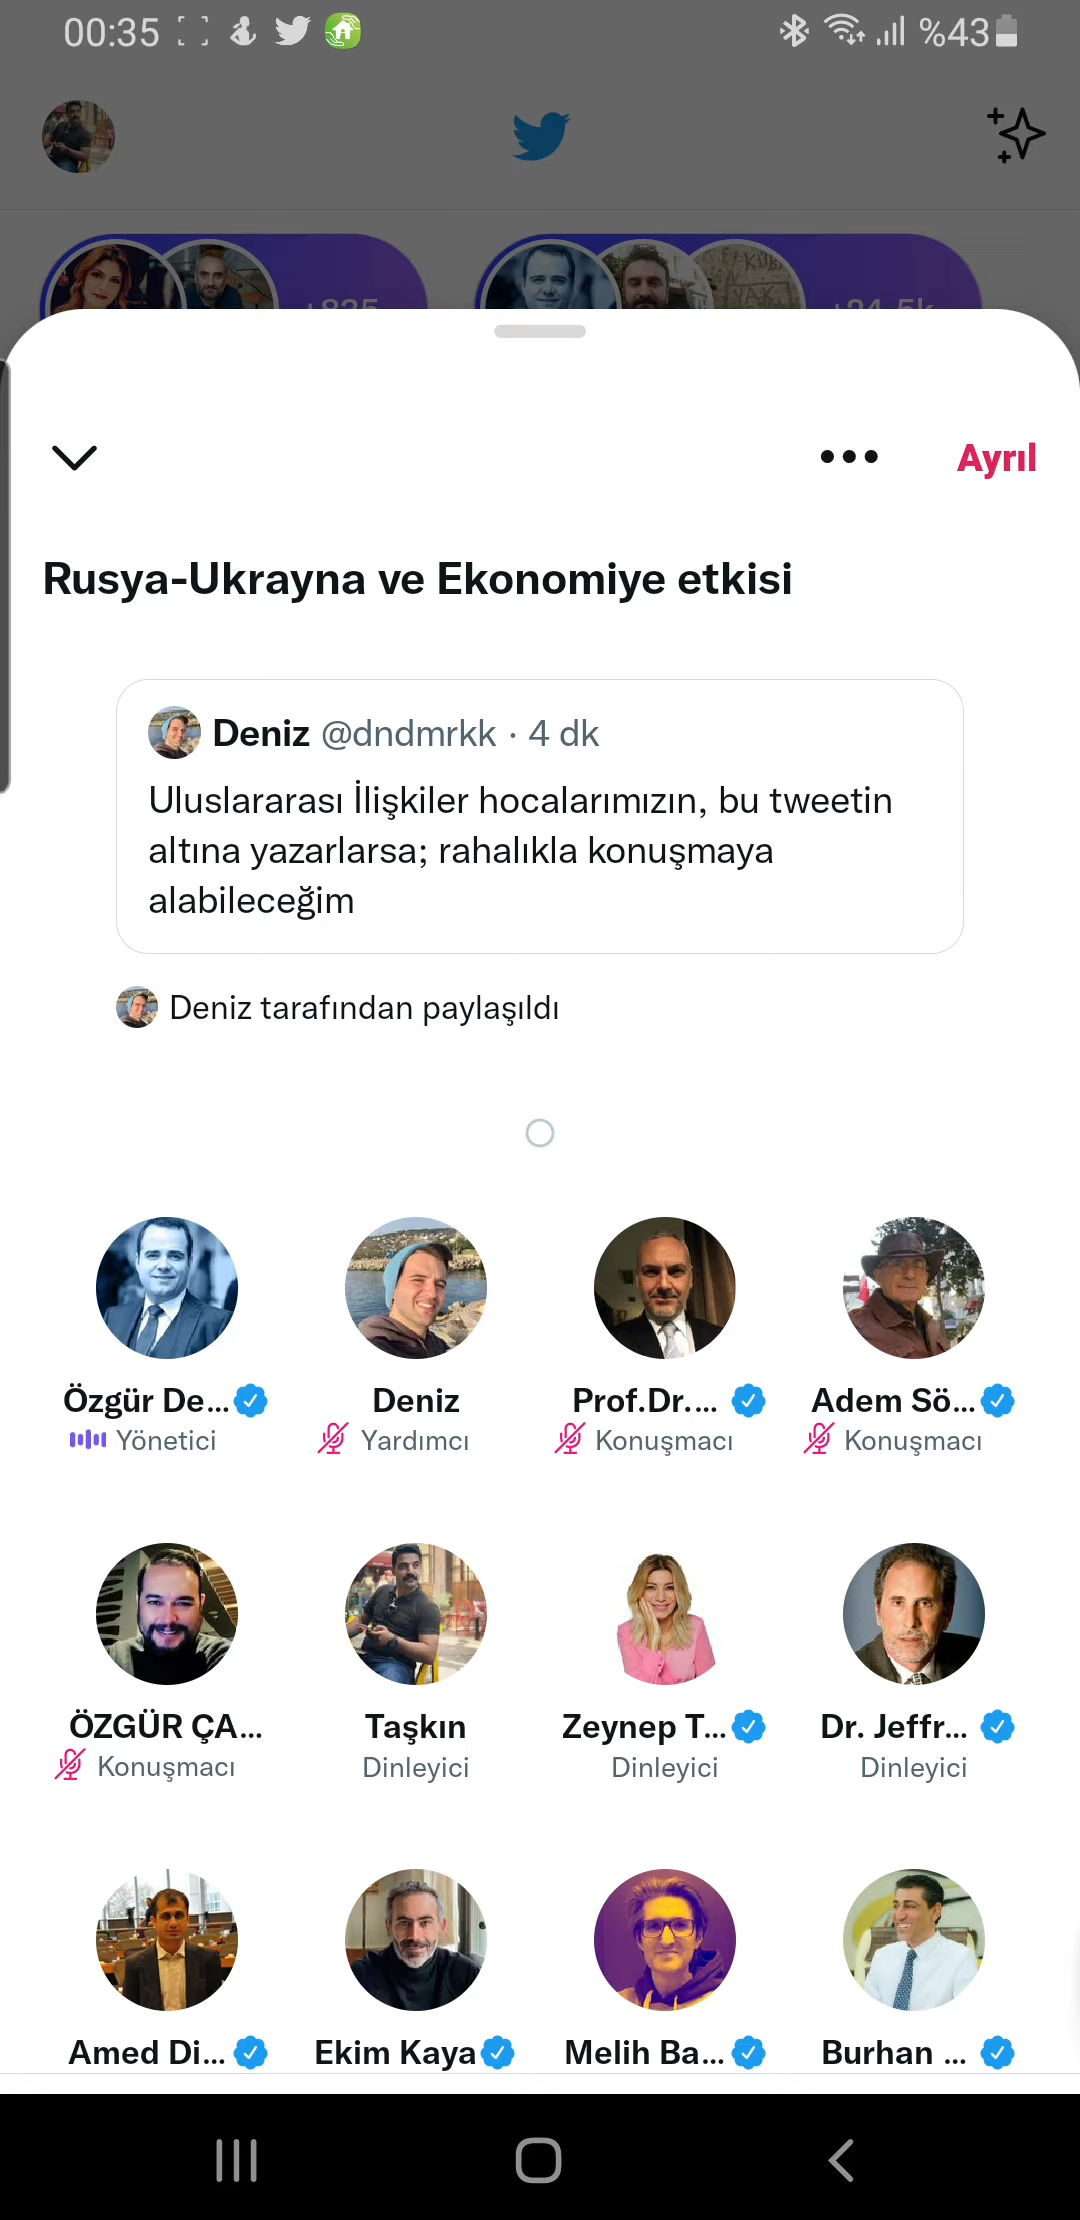 00:35
%43
+835
+24,5k
Ayrıl
Rusya-Ukrayna ve Ekonomiye etkisi
Deniz @dndmrkk · 4 dk
Uluslararası İlişkiler hocalarımızın, bu tweetin
altına yazarlarsa; rahalıkla konuşmaya
alabileceğim
Deniz tarafından paylaşıldı
Özgür De... Deniz Prof.Dr.... Adem Sö...
Yönetici Yardımcı Konuşmacı Konuşmacı
ÖZGÜR ÇA... Taşkın Zeynep T... Dr. Jeffr...
Konuşmacı Dinleyici Dinleyici Dinleyici
Amed Di... Ekim Kaya Melih Ba... Burhan ...